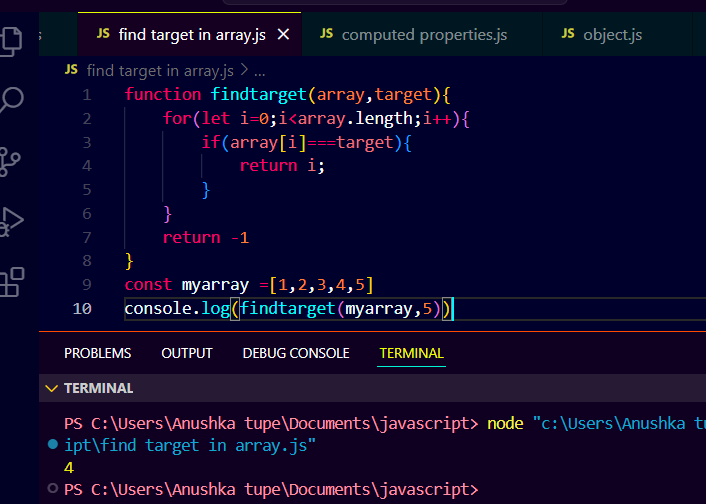 s JS find target in array.js × JS computed properties.js JS object.js
JS find target in array.js > ...
1 function findtarget(array,target){
2 for(let i=0;i<array.length;i++){
3 if(array[i]===target){
4 return i;
5 }
6 }
7 return -1
8 }
9 const myarray =[1,2,3,4,5]
10 console.log(findtarget(myarray,5))
PROBLEMS OUTPUT DEBUG CONSOLE TERMINAL
TERMINAL
PS C:\Users\Anushka tupe\Documents\javascript> node "c:\Users\Anushka tu
ipt\find target in array.js"
4
PS C:\Users\Anushka tupe\Documents\javascript>